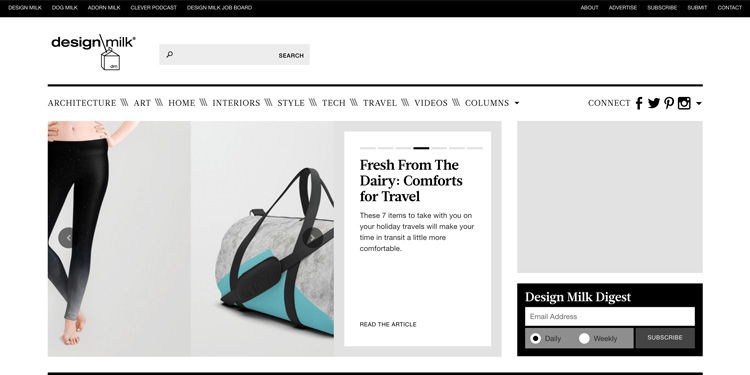 DESIGN MILK DOG MILK ADORN MILK CLEVER PODCAST DESIGN MILK JOB BOARD ABOUT ADVERTISE SUBSCRIBE SUBMIT CONTACT
design milk®
dm
SEARCH
ARCHITECTURE \\\ ART \\\ HOME \\\ INTERIORS \\\ STYLE \\\ TECH \\\ TRAVEL \\\ VIDEOS \\\ COLUMNS CONNECT
Fresh From The
Dairy: Comforts
for Travel
These 7 items to take with you on
your holiday travels will make your
time in transit a little more
comfortable.
READ THE ARTICLE
Design Milk Digest
Email Address
Daily Weekly SUBSCRIBE